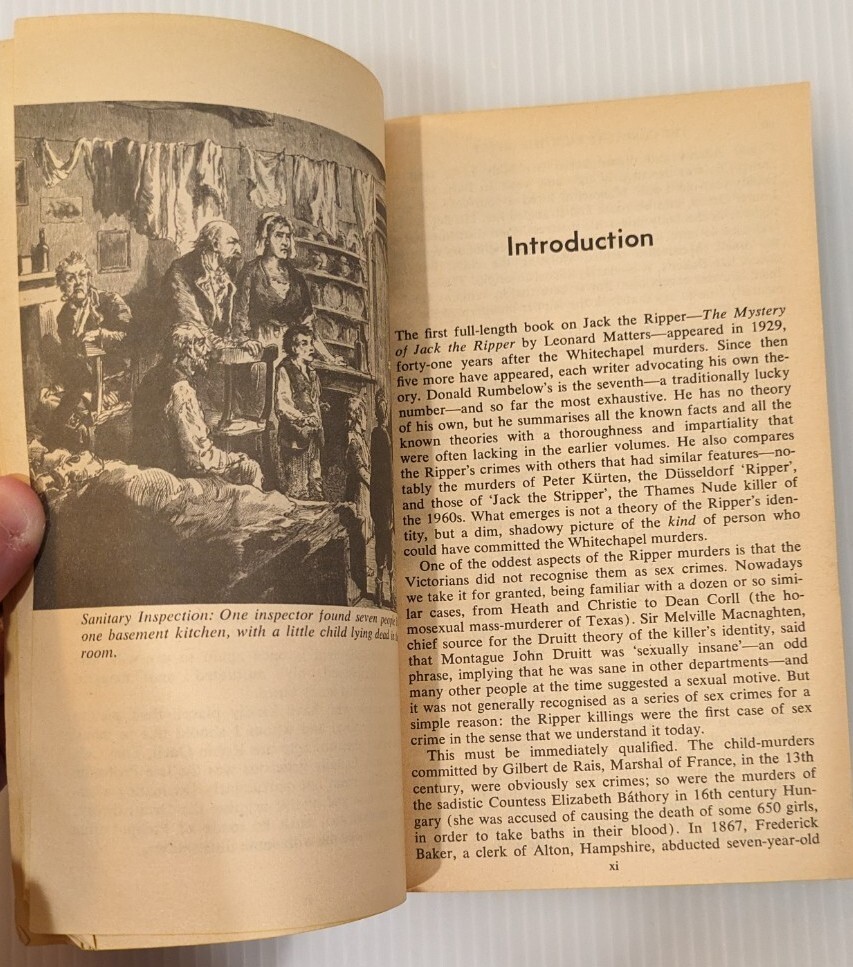 Sanitary Inspection: One inspector found seven people
one basement kitchen, with a little child lying dead in
room.
Introduction
The first full-length book on Jack the Ripper—The Mystery
of Jack the Ripper by Leonard Matters—appeared in 1929,
forty-one years after the Whitechapel murders. Since then
five more have appeared, each writer advocating his own the-
ory. Donald Rumbelow's is the seventh—a traditionally lucky
number—and so far the most exhaustive. He has no theory
of his own, but he summarises all the known facts and all the
known theories with a thoroughness and impartiality that
were often lacking in the earlier volumes. He also compares
the Ripper's crimes with others that had similar features—no-
tably the murders of Peter Kürten, the Düsseldorf 'Ripper',
and those of 'Jack the Stripper', the Thames Nude killer of
the 1960s. What emerges is not a theory of the Ripper's iden-
tity, but a dim, shadowy picture of the kind of person who
could have committed the Whitechapel murders.
One of the oddest aspects of the Ripper murders is that the
Victorians did not recognise them as sex crimes. Nowadays
we take it for granted, being familiar with a dozen or so simi-
lar cases, from Heath and Christie to Dean Corll (the ho-
mosexual mass-murderer of Texas). Sir Melville Macnaghten,
chief source for the Druitt theory of the killer's identity, said
that Montague John Druitt was 'sexually insane'—an odd
phrase, implying that he was sane in other departments—and
many other people at the time suggested a sexual motive. But
it was not generally recognised as a series of sex crimes for a
simple reason: the Ripper killings were the first case of sex
crime in the sense that we understand it today.
This must be immediately qualified. The child-murders
committed by Gilbert de Rais, Marshal of France, in the 13th
century, were obviously sex crimes; so were the murders of
the sadistic Countess Elizabeth Báthory in 16th century Hun-
gary (she was accused of causing the death of some 650 girls,
in order to take baths in their blood). In 1867, Frederick
Baker, a clerk of Alton, Hampshire, abducted seven-year-old
xi